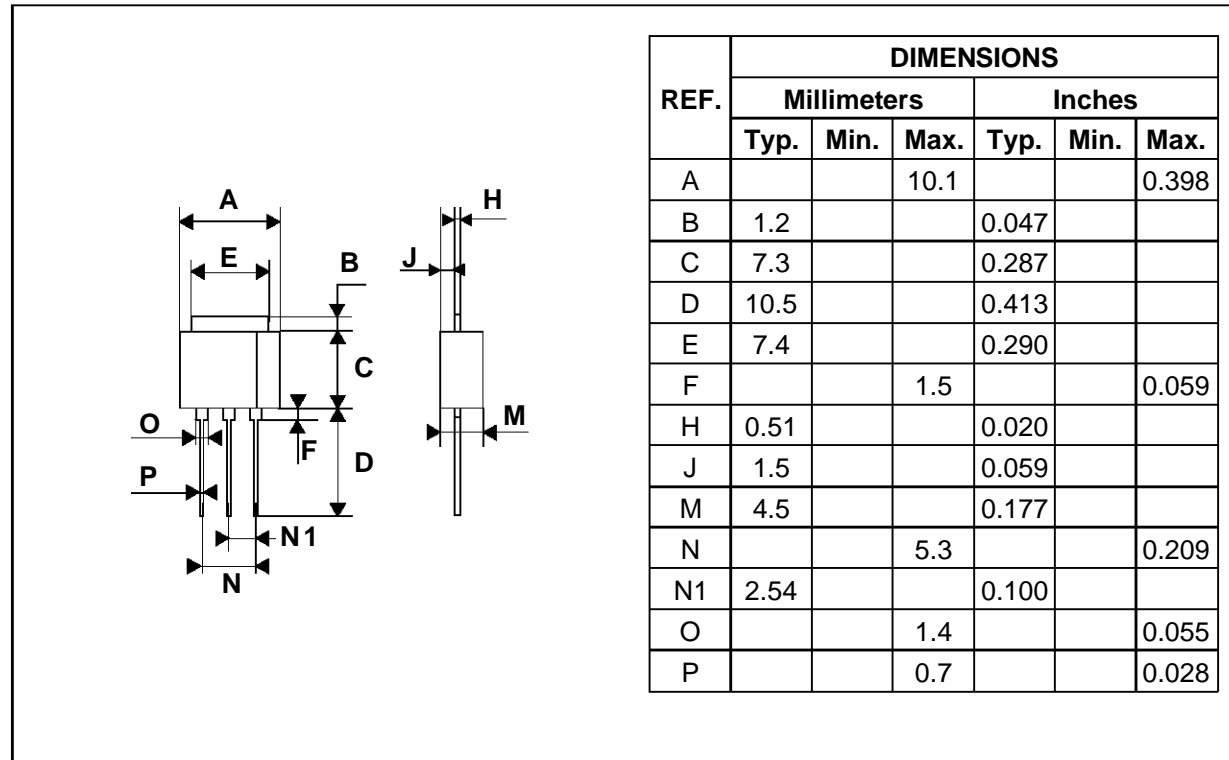 A
H
E
B
J
C
O
F
M
P
D
N1
N
REF. DIMENSIONS
Millimeters Inches
Typ. Min. Max. Typ. Min. Max.
A 10.1 0.398
B 1.2 0.047
C 7.3 0.287
D 10.5 0.413
E 7.4 0.290
F 1.5 0.059
H 0.51 0.020
J 1.5 0.059
M 4.5 0.177
N 5.3 0.209
N1 2.54 0.100
O 1.4 0.055
P 0.7 0.028